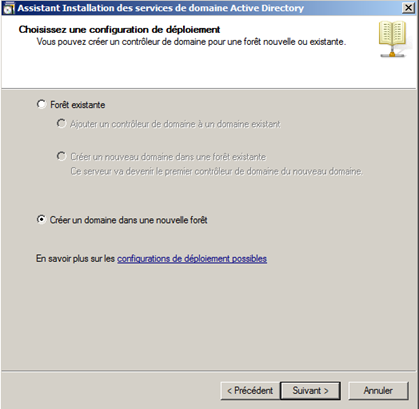 Assistant Installation des services de domaine Active Directory
Choisissez une configuration de déploiement
Vous pouvez créer un contrôleur de domaine pour une forêt nouvelle ou existante.
Forêt existante
Ajouter un contrôleur de domaine à un domaine existant
Créer un nouveau domaine dans une forêt existante
Ce serveur va devenir le premier contrôleur de domaine du nouveau domaine.
Créer un domaine dans une nouvelle forêt
En savoir plus sur les configurations de déploiement possibles
< Précédent Suivant > Annuler